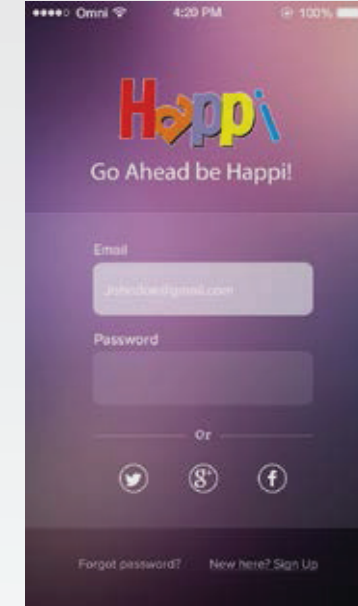 Omni 4:20 PM 100%
Happi
Go Ahead be Happi!
Email
Johndoe@gmail.com
Password
Or
g+ f
Forgot password? New here? Sign Up